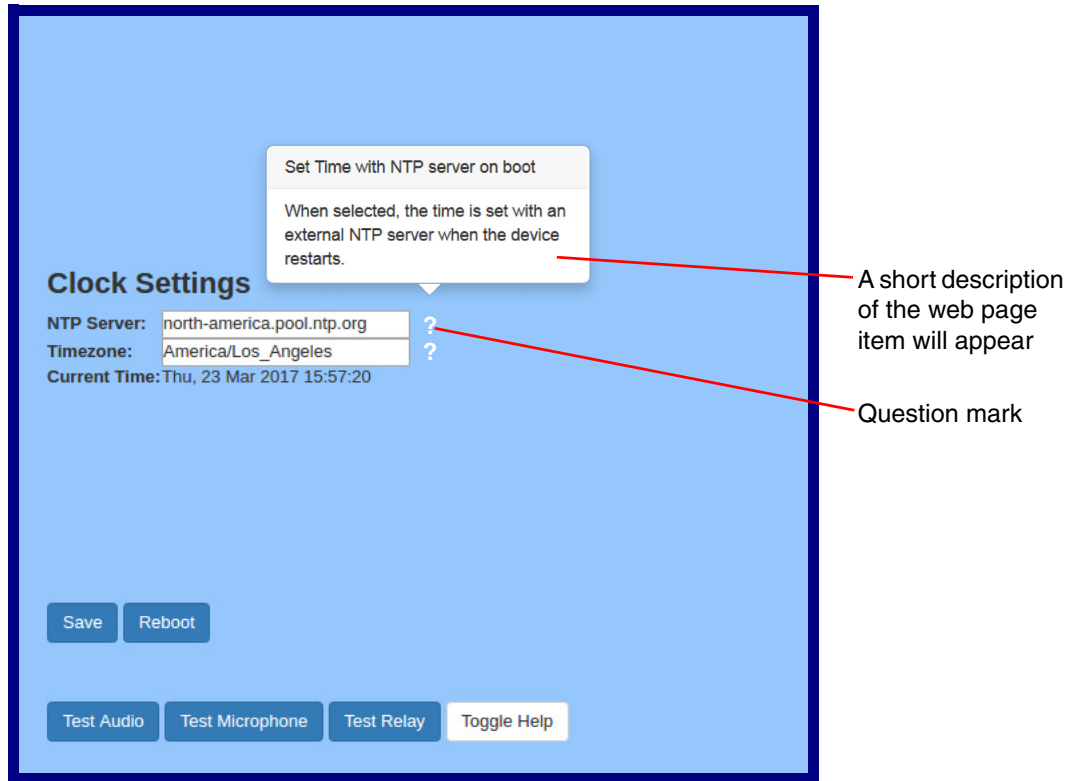 Set Time with NTP server on boot
When selected, the time is set with an
external NTP server when the device
restarts.
Clock Settings
NTP Server: north-america.pool.ntp.org ?
Timezone: America/Los_Angeles ?
Current Time: Thu, 23 Mar 2017 15:57:20
A short description
of the web page
item will appear
Question mark
Save Reboot
Test Audio Test Microphone Test Relay Toggle Help